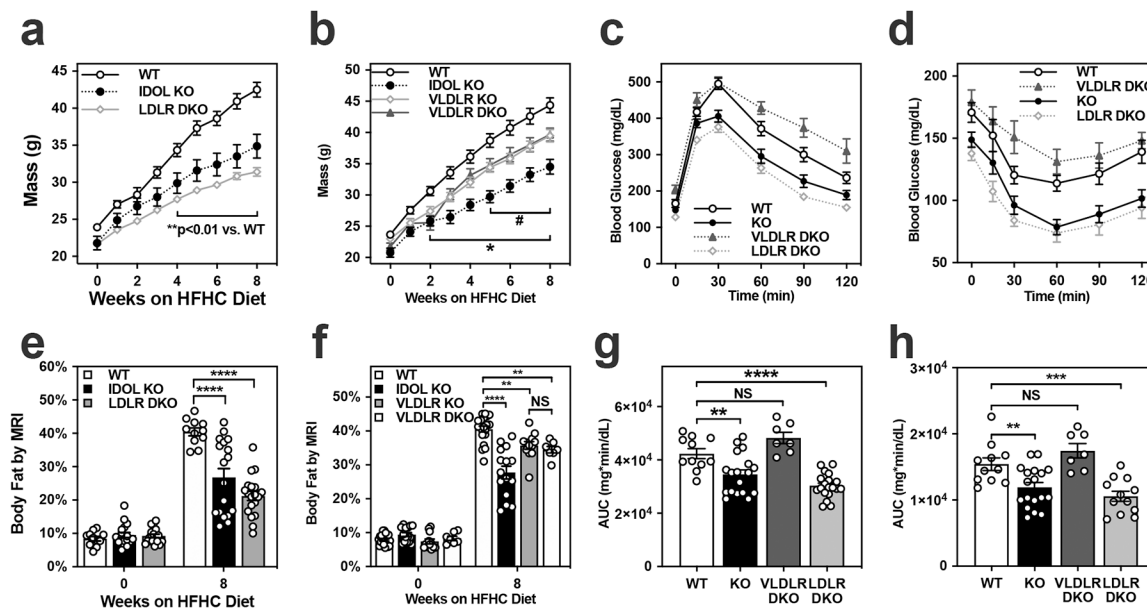 a
45
40
35
30
25
20
Mass (g)
WT
IDOL KO
LDLR DKO
**p<0.01 vs. WT
0 2 4 6 8
Weeks on HFHC Diet
b
50
45
40
35
30
25
20
Mass (g)
WT
IDOL KO
VLDLR KO
VLDLR DKO
#
*
0 2 4 6 8
Weeks on HFHC Diet
c
500
400
300
200
100
0
Blood Glucose (mg/dL)
WT
KO
VLDLR DKO
LDLR DKO
0 30 60 90 120
Time (min)
d
200
150
100
50
Blood Glucose (mg/dL)
WT
VLDLR DKO
KO
LDLR DKO
0 30 60 90
Time (min)
e
60%
50%
40%
30%
20%
10%
0%
Body Fat by MRI
WT
IDOL KO
LDLR DKO
****
****
0 8
Weeks on HFHC Diet
f
50%
40%
30%
20%
10%
0%
Body Fat by MRI
WT
IDOL KO
VLDLR KO
VLDLR DKO
**
**
****
NS
0 8
Weeks on HFHC Diet
g
6×10⁴
4×10⁴
2×10⁴
0
AUC (mg*min/dL)
****
NS
**
WT KO VLDLR LDLR
DKO DKO
h
3×10⁴
2×10⁴
1×10⁴
0
AUC (mg*min/dL)
***
NS
**
WT KO VLDLR LDLR
DKO DKO